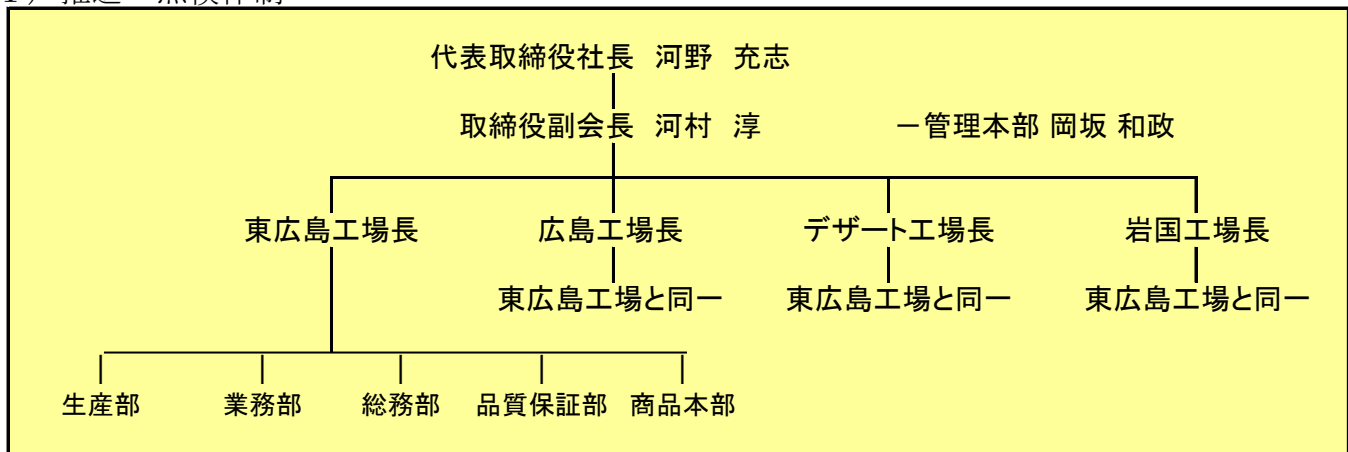 代表取締役社長 河野 充志
取締役副会長 河村 淳 －管理本部 岡坂 和政
東広島工場長 広島工場長 デザート工場長 岩国工場長
東広島工場と同一 東広島工場と同一 東広島工場と同一
生産部 業務部 総務部 品質保証部 商品本部